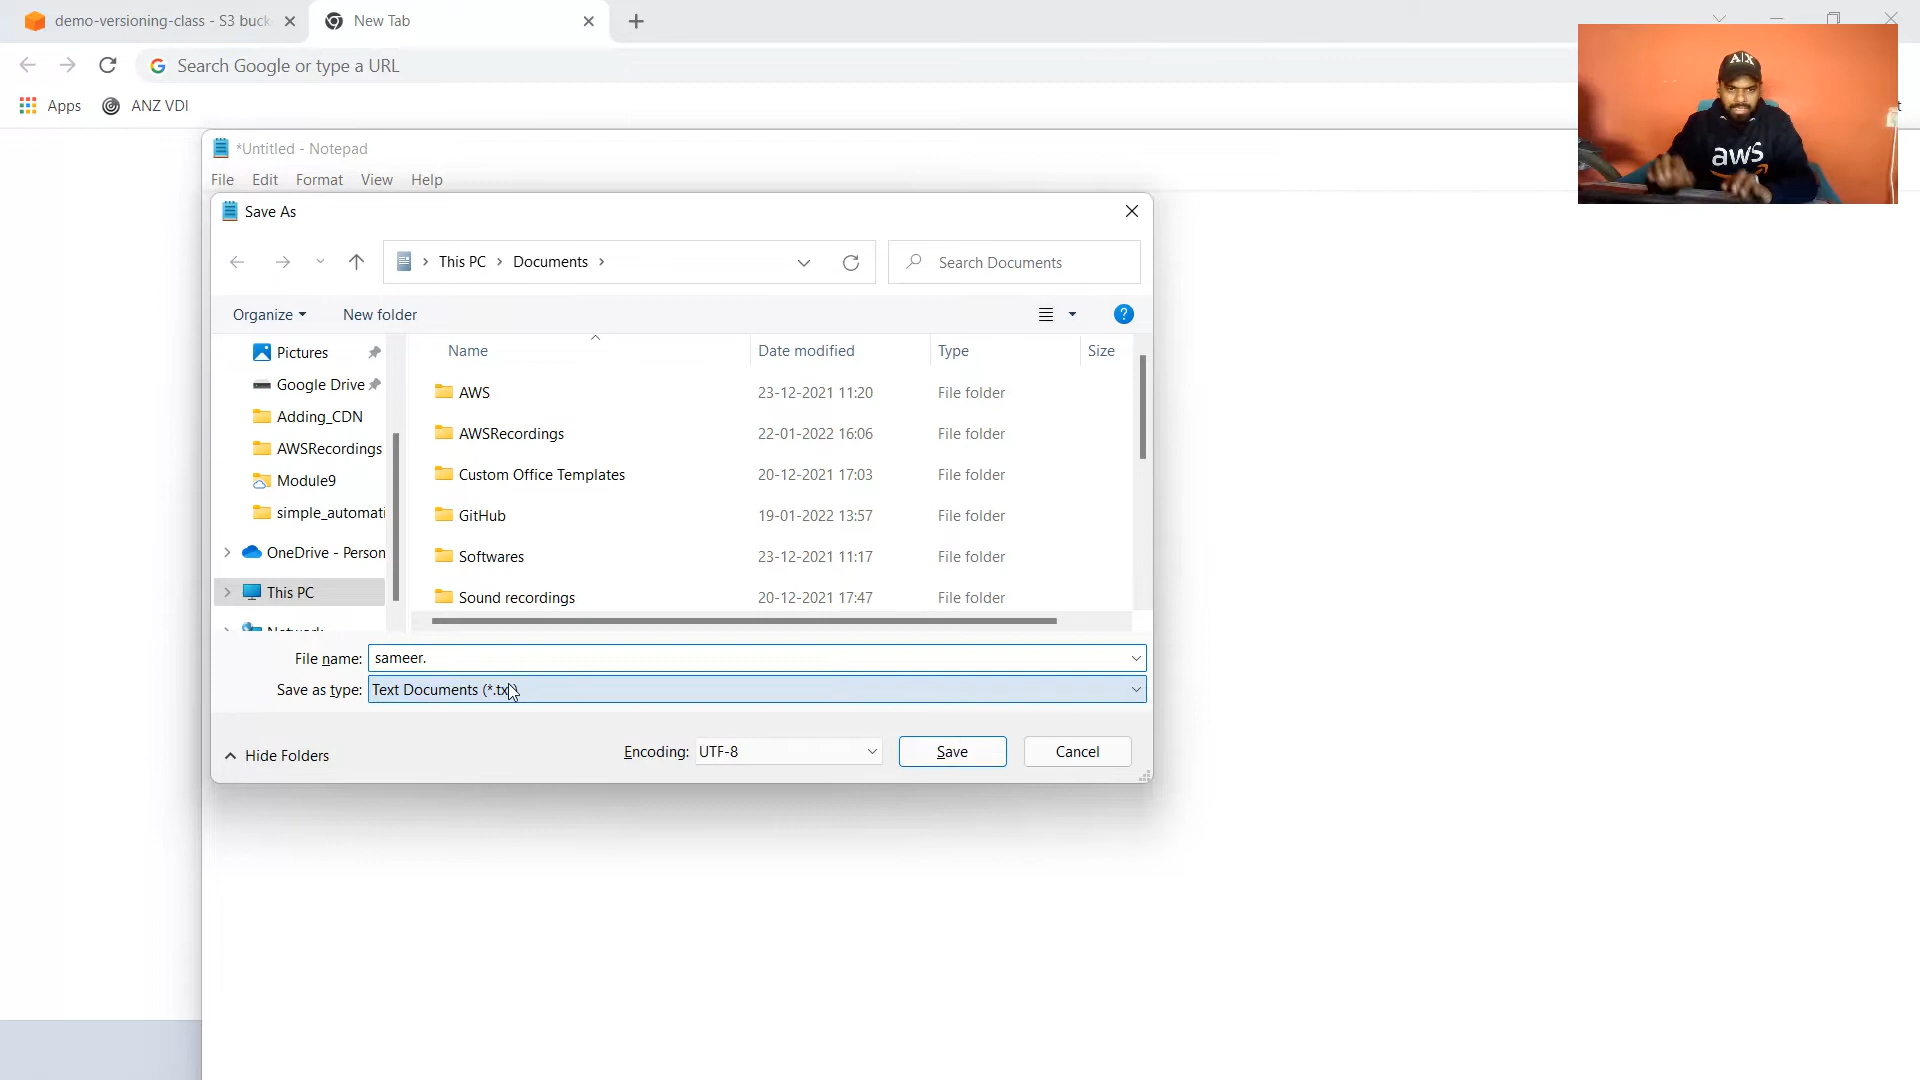 demo-versioning-class - S3 buck
New Tab
Search Google or type a URL
Apps
ANZ VDI
*Untitled - Notepad
File Edit Format View Help
Save As
This PC > Documents >
Search Documents
Organize
New folder
Name Date modified Type Size
Pictures
Google Drive
Adding_CDN
AWSRecordings
Module9
simple_automati
OneDrive - Person
This PC
Network
AWS 23-12-2021 11:20 File folder
AWSRecordings 22-01-2022 16:06 File folder
Custom Office Templates 20-12-2021 17:03 File folder
GitHub 19-01-2022 13:57 File folder
Softwares 23-12-2021 11:17 File folder
Sound recordings 20-12-2021 17:47 File folder
File name: sameer.
Save as type: Text Documents (*.txt)
Hide Folders
Encoding: UTF-8
Save
Cancel
A|X
aws